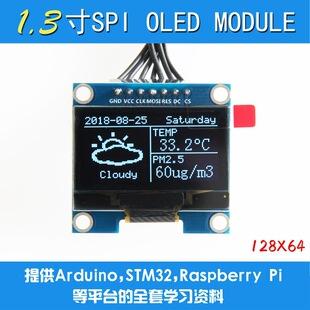 1.3寸SPI OLED MODULE
GND VCC CLK MOSI RES DC CS
2018-08-25 Saturday
TEMP
33.2°C
PM2.5
Cloudy 60ug/m3
128X64
提供Arduino,STM32,Raspberry Pi
等平台的全套学习资料